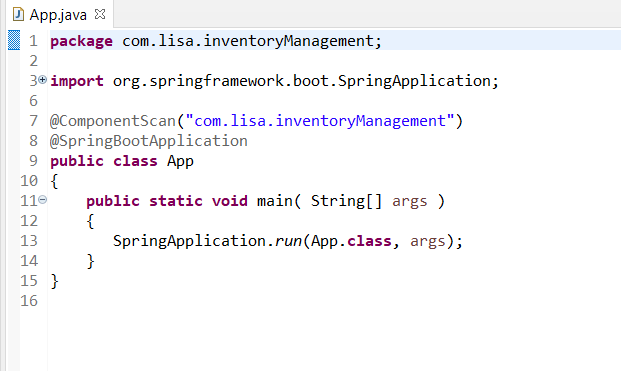 App.java
1 package com.lisa.inventoryManagement;
2
3 import org.springframework.boot.SpringApplication;
6
7 @ComponentScan("com.lisa.inventoryManagement")
8 @SpringBootApplication
9 public class App
10 {
11 public static void main( String[] args )
12 {
13 SpringApplication.run(App.class, args);
14 }
15 }
16